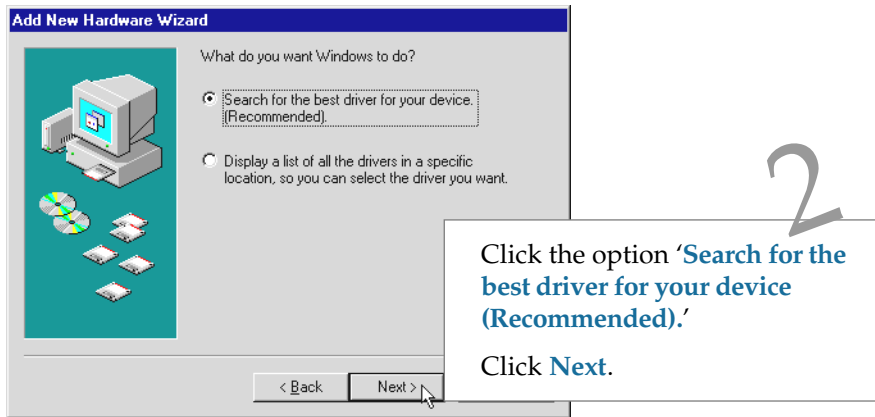 Add New Hardware Wizard
What do you want Windows to do?
Search for the best driver for your device.
(Recommended).
Display a list of all the drivers in a specific
location, so you can select the driver you want.
< Back
Next >
2
Click the option ‘Search for the
best driver for your device
(Recommended).’
Click Next.